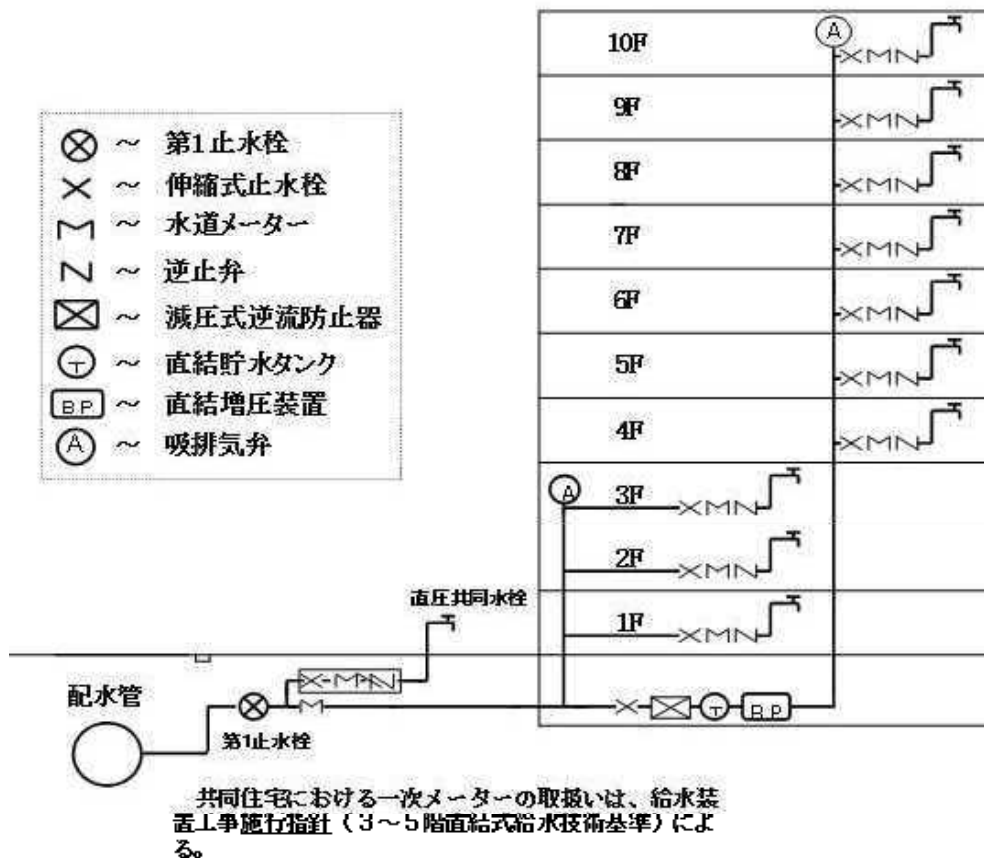 10F
A
9F
8F
7F
6F
5F
4F
3F
A
2F
1F
～ 第1止水栓
～ 伸縮式止水栓
～ 水道メーター
～ 逆止弁
～ 減圧式逆流防止器
T ～ 直結貯水タンク
BP ～ 直結増圧装置
A ～ 吸排気弁
直圧共同水栓
配水管
第1止水栓
T
BP
共同住宅における一次メーターの取扱いは、給水装
置工事施行指針（３～５階直結式給水技術基準）によ
る。